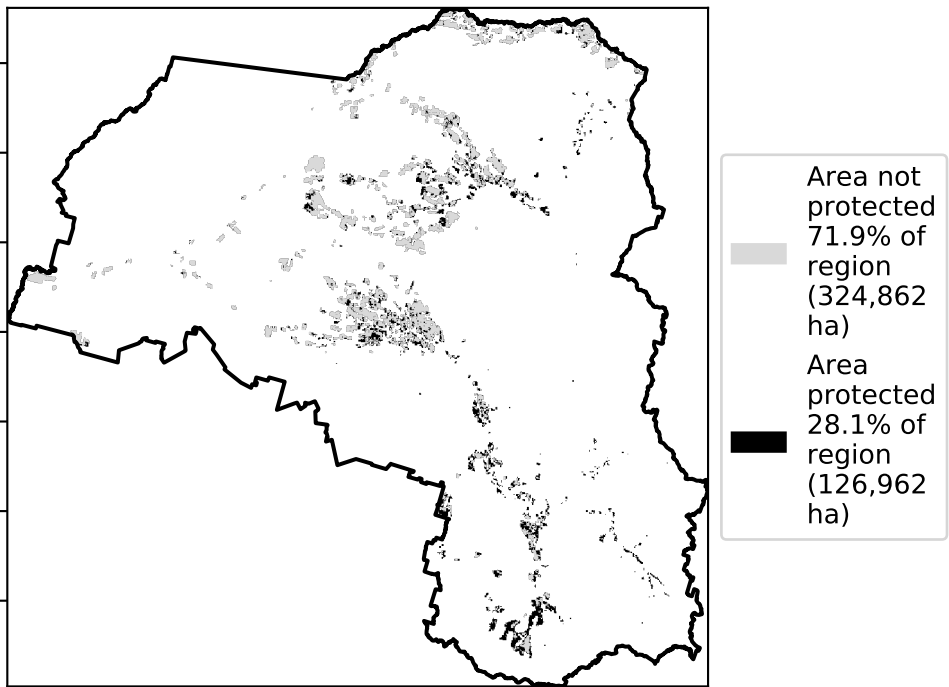 Area not
protected
71.9% of
region
(324,862
ha)
Area
protected
28.1% of
region
(126,962
ha)